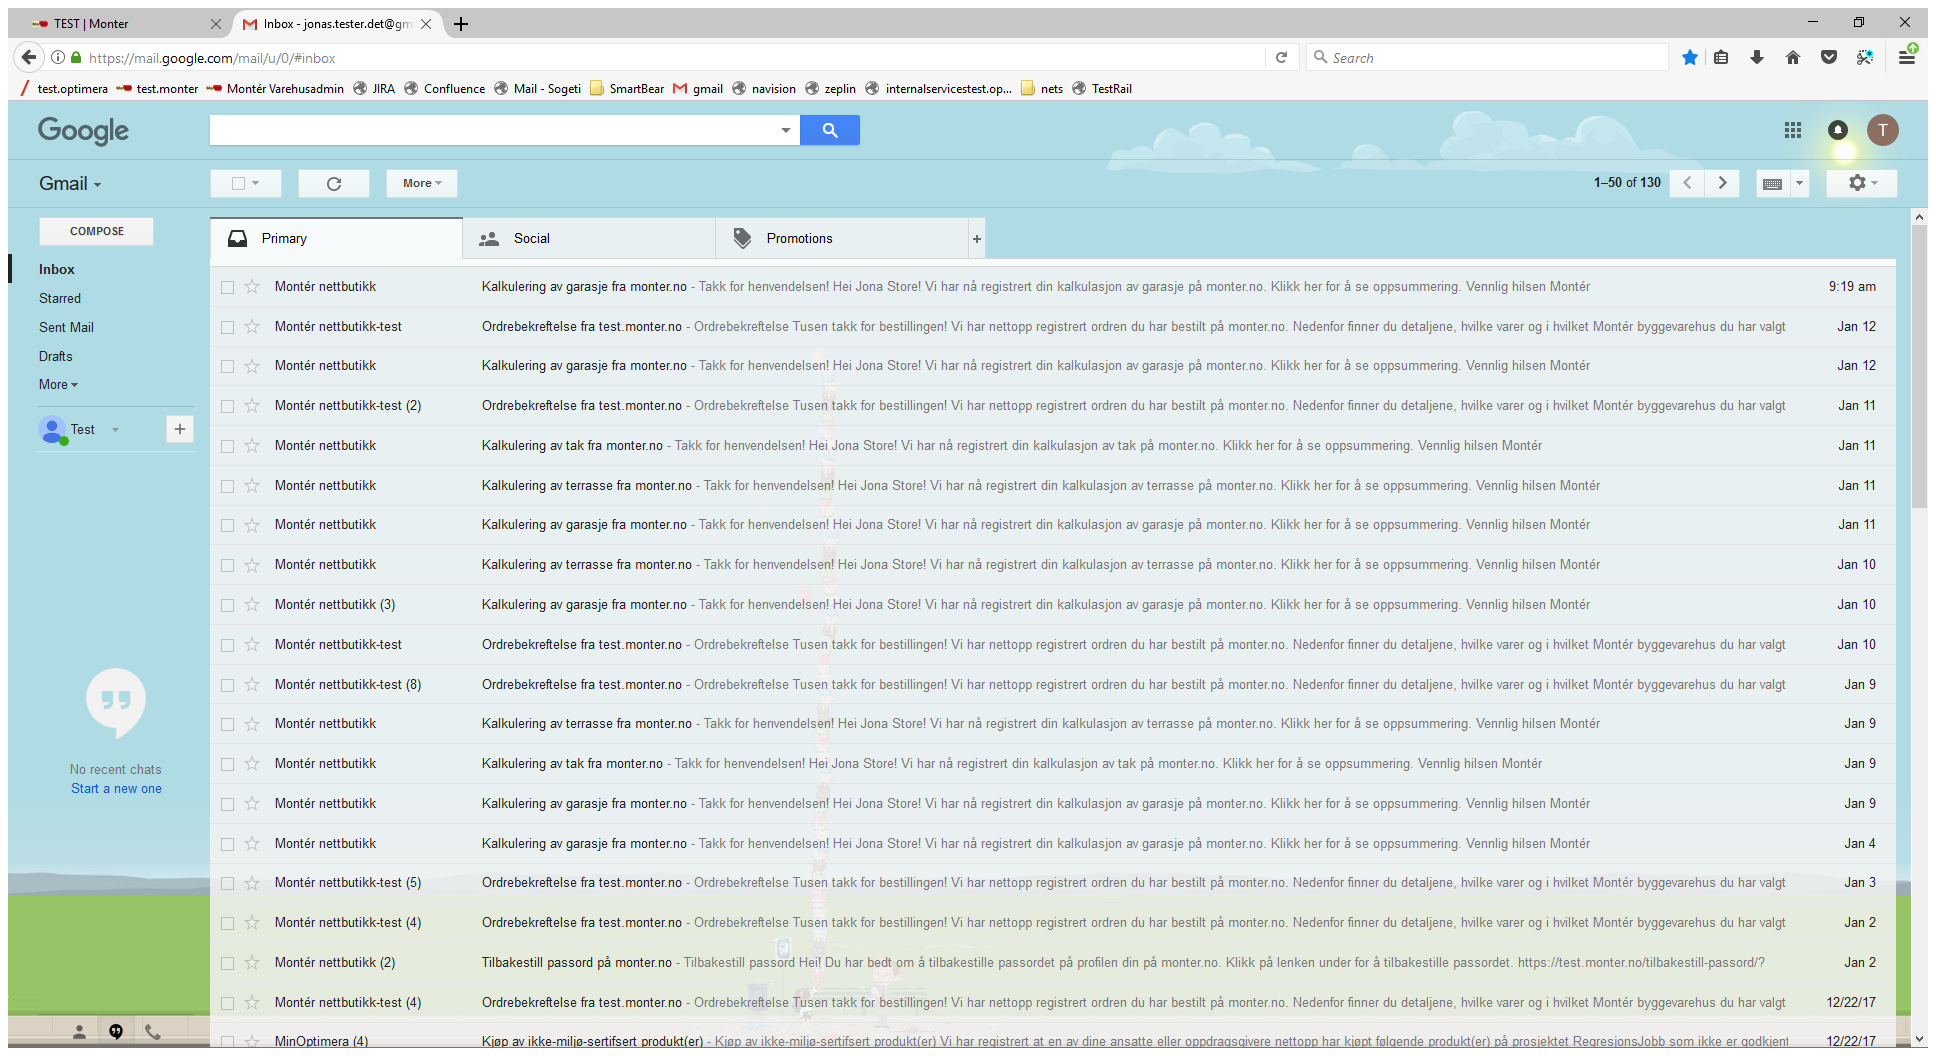 TEST | Monter
Inbox - jonas.tester.det@gm
https://mail.google.com/mail/u/0/#inbox
Search
test.optimera test.monter Montér Varehusadmin JIRA Confluence Mail - Sogeti SmartBear gmail navision zeplin internalservicestest.op... nets TestRail
Google
T
Gmail
More
1–50 of 130
COMPOSE
Primary Social Promotions +
Inbox
Starred
Sent Mail
Drafts
More
Test +
No recent chats
Start a new one
Montér nettbutikk Kalkulering av garasje fra monter.no - Takk for henvendelsen! Hei Jona Store! Vi har nå registrert din kalkulasjon av garasje på monter.no. Klikk her for å se oppsummering. Vennlig hilsen Montér 9:19 am
Montér nettbutikk-test Ordrebekreftelse fra test.monter.no - Ordrebekreftelse Tusen takk for bestillingen! Vi har nettopp registrert ordren du har bestilt på monter.no. Nedenfor finner du detaljene, hvilke varer og i hvilket Montér byggevarehus du har valgt Jan 12
Montér nettbutikk Kalkulering av garasje fra monter.no - Takk for henvendelsen! Hei Jona Store! Vi har nå registrert din kalkulasjon av garasje på monter.no. Klikk her for å se oppsummering. Vennlig hilsen Montér Jan 12
Montér nettbutikk-test (2) Ordrebekreftelse fra test.monter.no - Ordrebekreftelse Tusen takk for bestillingen! Vi har nettopp registrert ordren du har bestilt på monter.no. Nedenfor finner du detaljene, hvilke varer og i hvilket Montér byggevarehus du har valgt Jan 11
Montér nettbutikk Kalkulering av tak fra monter.no - Takk for henvendelsen! Hei Jona Store! Vi har nå registrert din kalkulasjon av tak på monter.no. Klikk her for å se oppsummering. Vennlig hilsen Montér Jan 11
Montér nettbutikk Kalkulering av terrasse fra monter.no - Takk for henvendelsen! Hei Jona Store! Vi har nå registrert din kalkulasjon av terrasse på monter.no. Klikk her for å se oppsummering. Vennlig hilsen Montér Jan 11
Montér nettbutikk Kalkulering av garasje fra monter.no - Takk for henvendelsen! Hei Jona Store! Vi har nå registrert din kalkulasjon av garasje på monter.no. Klikk her for å se oppsummering. Vennlig hilsen Montér Jan 11
Montér nettbutikk Kalkulering av terrasse fra monter.no - Takk for henvendelsen! Hei Jona Store! Vi har nå registrert din kalkulasjon av terrasse på monter.no. Klikk her for å se oppsummering. Vennlig hilsen Montér Jan 10
Montér nettbutikk (3) Kalkulering av garasje fra monter.no - Takk for henvendelsen! Hei Jona Store! Vi har nå registrert din kalkulasjon av garasje på monter.no. Klikk her for å se oppsummering. Vennlig hilsen Montér Jan 10
Montér nettbutikk-test Ordrebekreftelse fra test.monter.no - Ordrebekreftelse Tusen takk for bestillingen! Vi har nettopp registrert ordren du har bestilt på monter.no. Nedenfor finner du detaljene, hvilke varer og i hvilket Montér byggevarehus du har valgt Jan 10
Montér nettbutikk-test (8) Ordrebekreftelse fra test.monter.no - Ordrebekreftelse Tusen takk for bestillingen! Vi har nettopp registrert ordren du har bestilt på monter.no. Nedenfor finner du detaljene, hvilke varer og i hvilket Montér byggevarehus du har valgt Jan 9
Montér nettbutikk Kalkulering av terrasse fra monter.no - Takk for henvendelsen! Hei Jona Store! Vi har nå registrert din kalkulasjon av terrasse på monter.no. Klikk her for å se oppsummering. Vennlig hilsen Montér Jan 9
Montér nettbutikk Kalkulering av tak fra monter.no - Takk for henvendelsen! Hei Jona Store! Vi har nå registrert din kalkulasjon av tak på monter.no. Klikk her for å se oppsummering. Vennlig hilsen Montér Jan 9
Montér nettbutikk Kalkulering av garasje fra monter.no - Takk for henvendelsen! Hei Jona Store! Vi har nå registrert din kalkulasjon av garasje på monter.no. Klikk her for å se oppsummering. Vennlig hilsen Montér Jan 9
Montér nettbutikk Kalkulering av garasje fra monter.no - Takk for henvendelsen! Hei Jona Store! Vi har nå registrert din kalkulasjon av garasje på monter.no. Klikk her for å se oppsummering. Vennlig hilsen Montér Jan 4
Montér nettbutikk-test (5) Ordrebekreftelse fra test.monter.no - Ordrebekreftelse Tusen takk for bestillingen! Vi har nettopp registrert ordren du har bestilt på monter.no. Nedenfor finner du detaljene, hvilke varer og i hvilket Montér byggevarehus du har valgt Jan 3
Montér nettbutikk-test (4) Ordrebekreftelse fra test.monter.no - Ordrebekreftelse Tusen takk for bestillingen! Vi har nettopp registrert ordren du har bestilt på monter.no. Nedenfor finner du detaljene, hvilke varer og i hvilket Montér byggevarehus du har valgt Jan 2
Montér nettbutikk (2) Tilbakestill passord på monter.no - Tilbakestill passord Hei! Du har bedt om å tilbakestille passordet på profilen din på monter.no. Klikk på lenken under for å tilbakestille passordet. https://test.monter.no/tilbakestill-passord/? Jan 2
Montér nettbutikk-test (4) Ordrebekreftelse fra test.monter.no - Ordrebekreftelse Tusen takk for bestillingen! Vi har nettopp registrert ordren du har bestilt på monter.no. Nedenfor finner du detaljene, hvilke varer og i hvilket Montér byggevarehus du har valgt 12/22/17
MinOptimera (4) Kjøp av ikke-miljø-sertifsert produkt(er) - Kjøp av ikke-miljø-sertifsert produkt(er) Vi har registrert at en av dine ansatte eller oppdragsgivere nettopp har kjøpt følgende produkt(er) på prosjektet RegresjonsJobb som ikke er godkjent 12/22/17